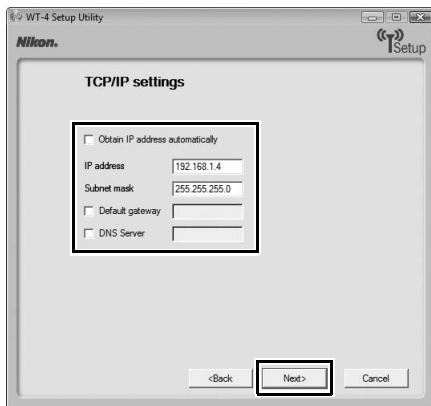 WT-4 Setup Utility
Nikon.
Setup
TCP/IP settings
Obtain IP address automatically
IP address 192.168.1.4
Subnet mask 255.255.255.0
Default gateway
DNS Server
<Back Next> Cancel